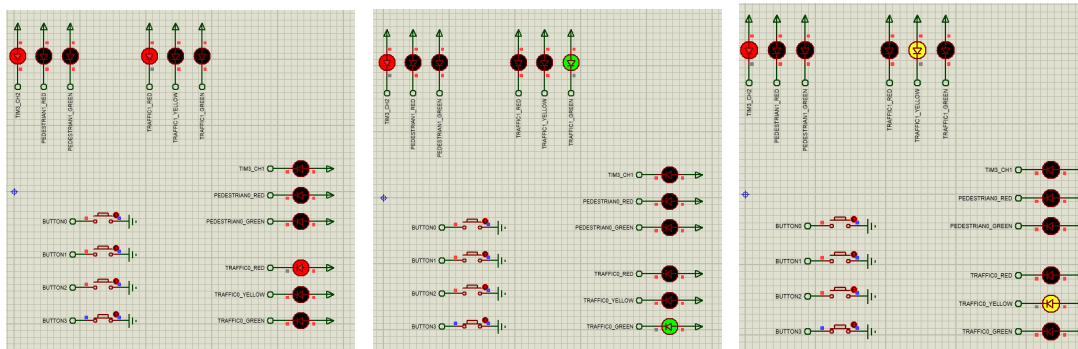 TIM3_CH2
PEDESTRIAN1_RED
PEDESTRIAN1_GREEN
TRAFFIC1_RED
TRAFFIC1_YELLOW
TRAFFIC1_GREEN
TIM3_CH1
PEDESTRIAN0_RED
PEDESTRIAN0_GREEN
BUTTON0
BUTTON1
BUTTON2
BUTTON3
TRAFFIC0_RED
TRAFFIC0_YELLOW
TRAFFIC0_GREEN
TIM3_CH2
PEDESTRIAN1_RED
PEDESTRIAN1_GREEN
TRAFFIC1_RED
TRAFFIC1_YELLOW
TRAFFIC1_GREEN
TIM3_CH1
PEDESTRIAN0_RED
PEDESTRIAN0_GREEN
BUTTON0
BUTTON1
BUTTON2
BUTTON3
TRAFFIC0_RED
TRAFFIC0_YELLOW
TRAFFIC0_GREEN
TIM3_CH2
PEDESTRIAN1_RED
PEDESTRIAN1_GREEN
TRAFFIC1_RED
TRAFFIC1_YELLOW
TRAFFIC1_GREEN
TIM3_CH1
PEDESTRIAN0_RED
PEDESTRIAN0_GREEN
BUTTON0
BUTTON1
BUTTON2
BUTTON3
TRAFFIC0_RED
TRAFFIC0_YELLOW
TRAFFIC0_GREEN